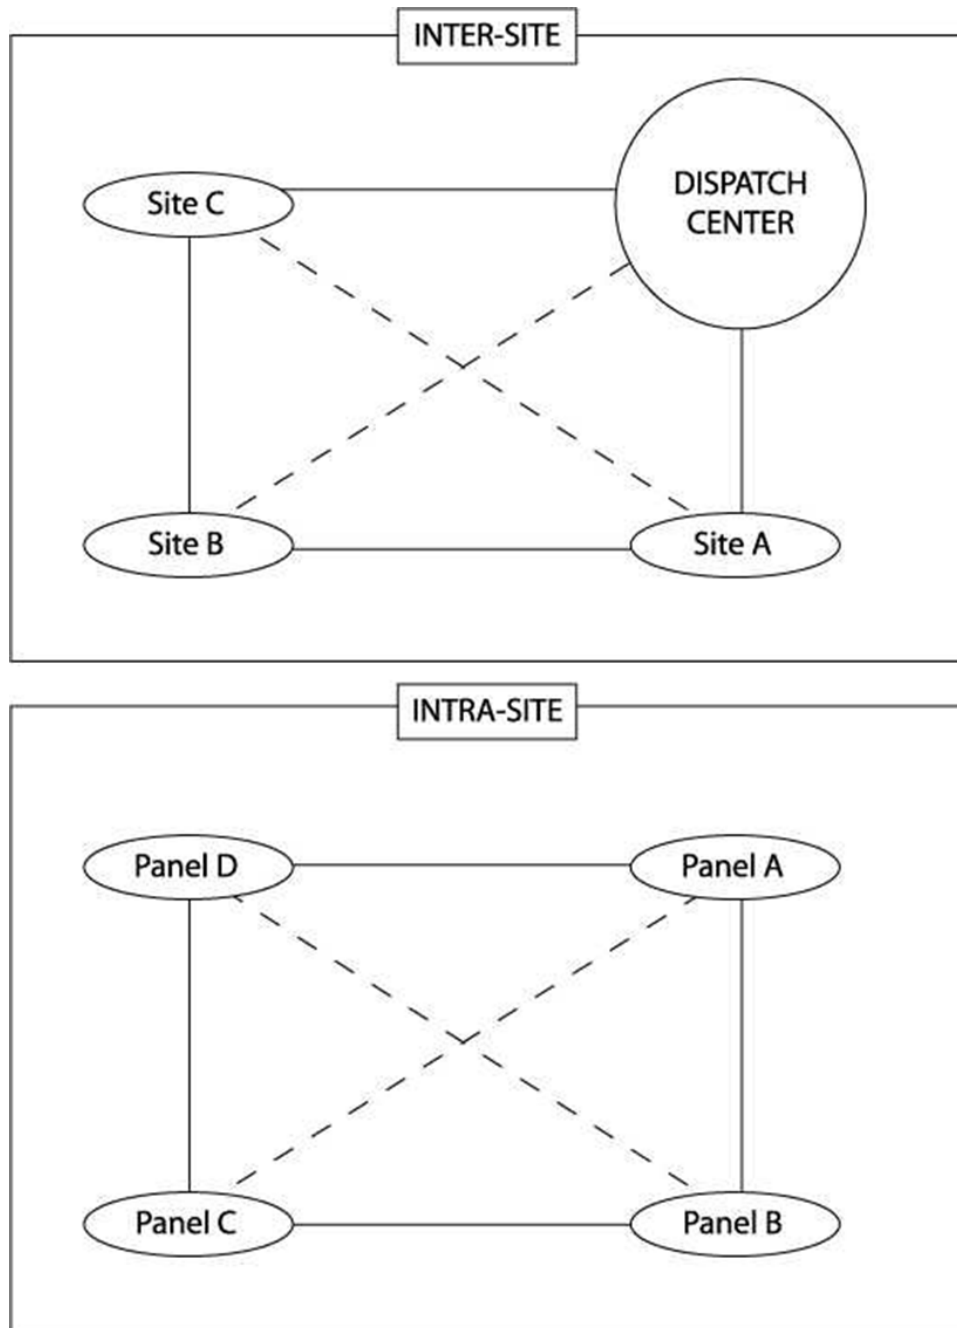 INTER-SITE
Site C
DISPATCH
CENTER
Site B
Site A
INTRA-SITE
Panel D
Panel A
Panel C
Panel B